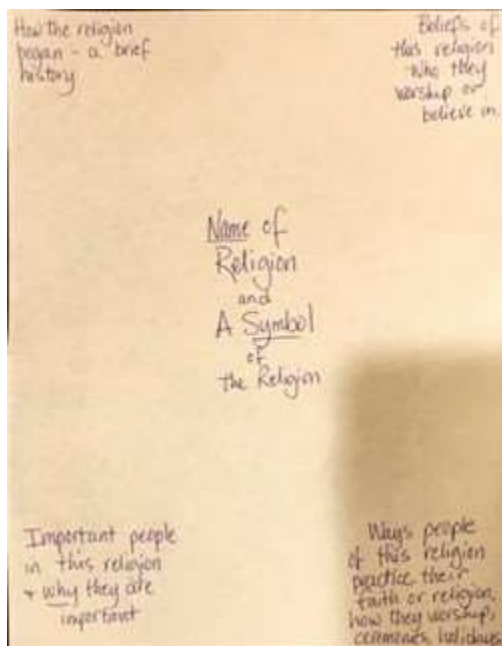 How the religion
began - a brief
history
Beliefs of
this religion
Who they
worship or
believe in.
Name of
Religion
and
A Symbol
of
the Religion
Important people
in this religion
+ why they are
important
Ways people
of this religion
practice their
faith or religion,
how they worship,
ceremonies, holidays